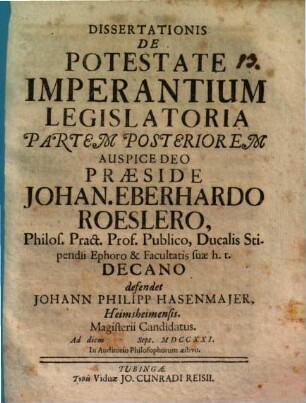 DISSERTATIONIS
DE
POTESTATE 13.
IMPERANTIUM
LEGISLATORIA
PARTEM POSTERIOREM
AUSPICE DEO
PRÆSIDE
JOHAN. EBERHARDO
ROESLERO,
Philos. Pract. Prof. Publico, Ducalis Sti-
pendii Ephoro & Facultatis suæ h. t.
DECANO
defendet
JOHANN PHILIPP HASENMAJER,
Heimsheimensis.
Magisterii Candidatus.
Ad diem Sept. MDCCXXI.
In Auditorio Philosophorum æstivo.
TUBINGÆ
Typis Viduæ JO. CUNRADI REISII.